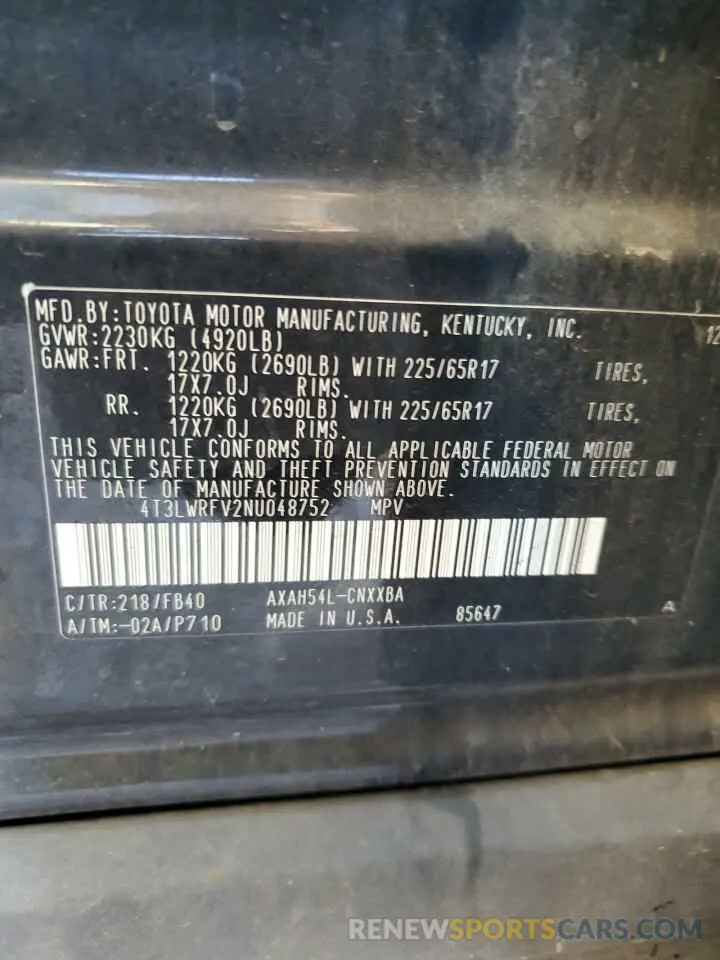 MFD.BY:TOYOTA MOTOR MANUFACTURING, KENTUCKY, INC. 12
GVWR:2230KG (4920LB)
GAWR:FRT. 1220KG (2690LB) WITH 225/65R17 TIRES,
17X7.0J RIMS.
RR. 1220KG (2690LB) WITH 225/65R17 TIRES,
17X7.0J RIMS.
THIS VEHICLE CONFORMS TO ALL APPLICABLE FEDERAL MOTOR
VEHICLE SAFETY AND THEFT PREVENTION STANDARDS IN EFFECT ON
THE DATE OF MANUFACTURE SHOWN ABOVE.
4T3LWRFV2NU048752 MPV
C/TR:218/FB40 AXAH54L-CNXXBA
A/TM:-02A/P710 MADE IN U.S.A. 85647 A
RENEWSPORTSCARS.COM